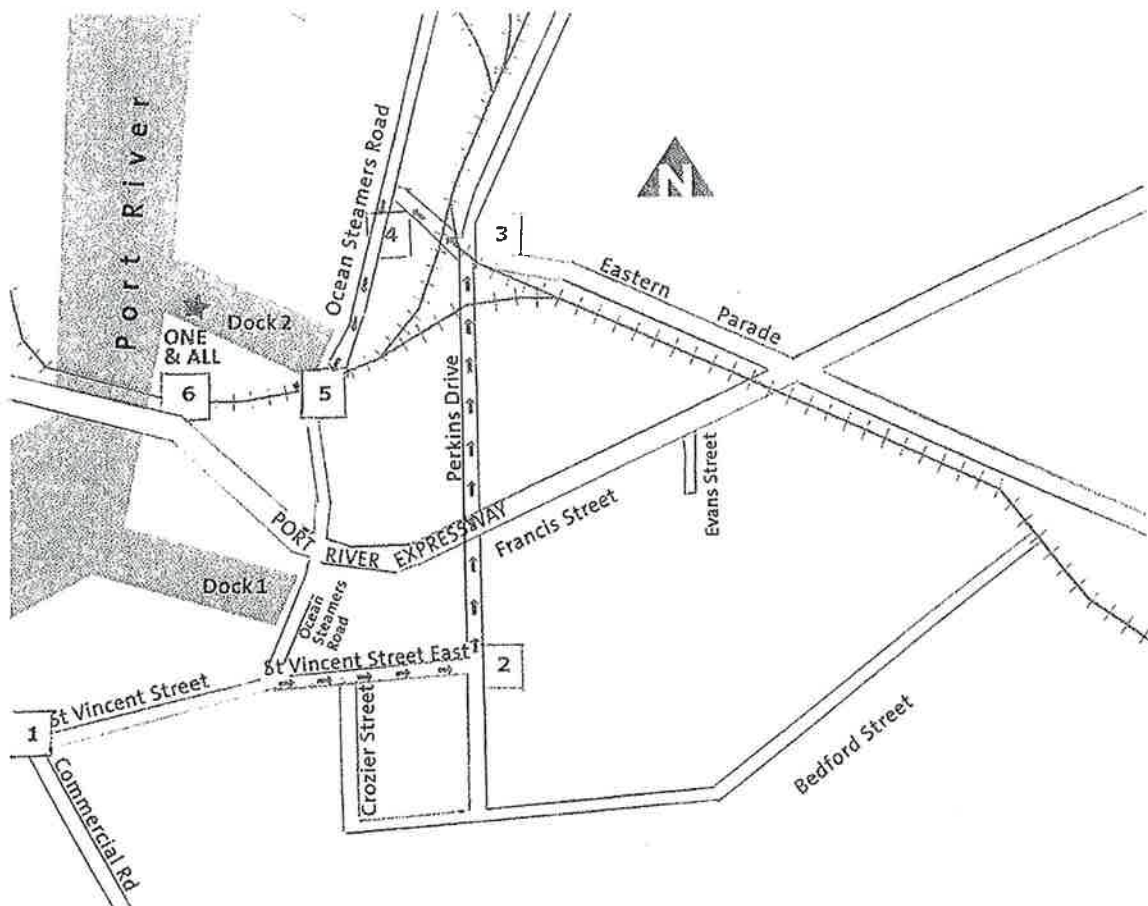 Port River
Ocean Steamers Road
N
4
3
Eastern
Parade
Dock 2
ONE
& ALL
6
5
Perkins Drive
Evans Street
PORT RIVER EXPRESSWAY
Francis Street
Dock 1
Ocean
Steamers
Road
St Vincent Street East
2
St Vincent Street
1
Crozier Street
Bedford Street
Commercial Rd